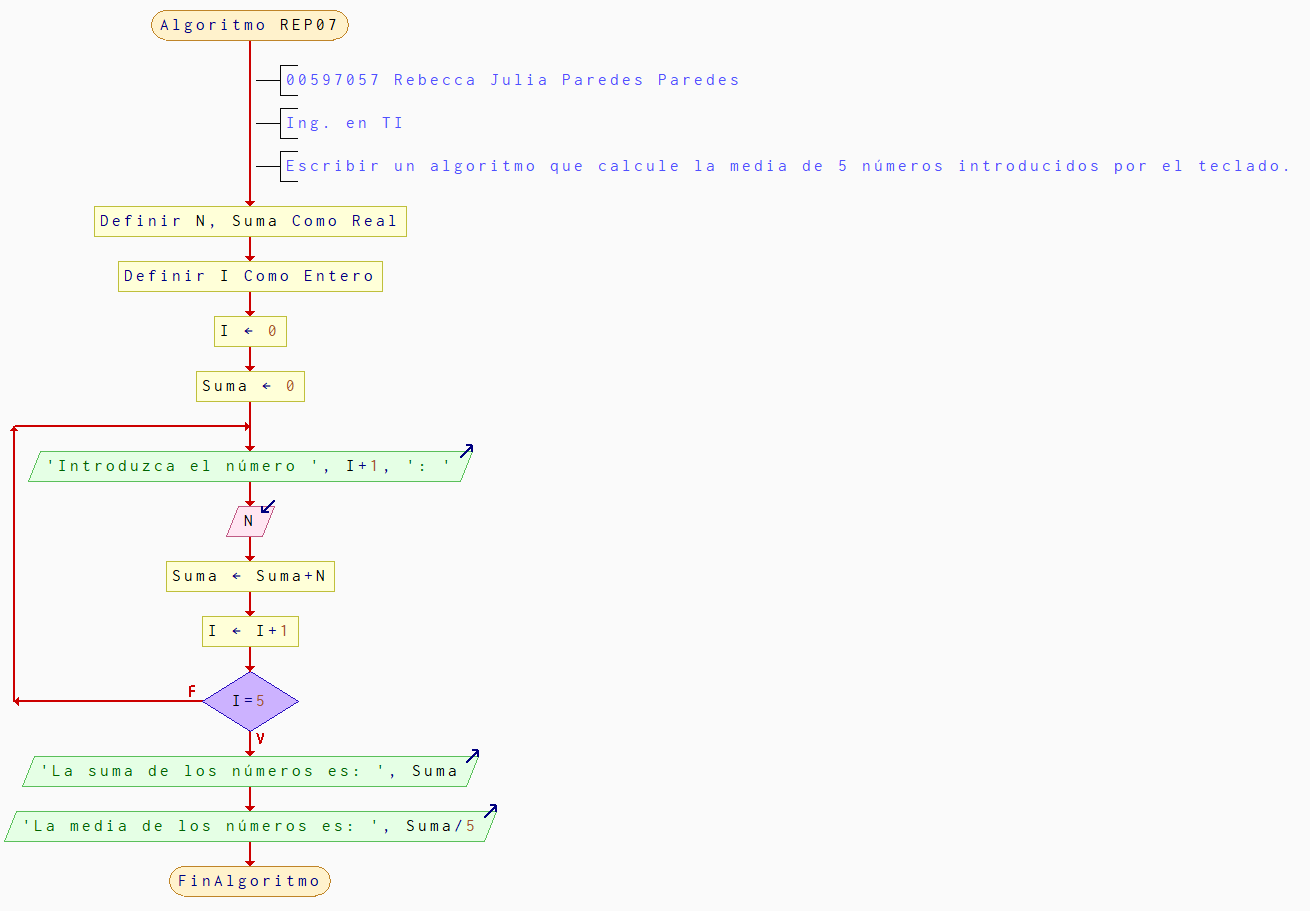 Algoritmo REP07
00597057 Rebecca Julia Paredes Paredes
Ing. en TI
Escribir un algoritmo que calcule la media de 5 números introducidos por el teclado.
Definir N, Suma Como Real
Definir I Como Entero
I ← 0
Suma ← 0
'Introduzca el número ', I+1, ': '
N
Suma ← Suma+N
I ← I+1
F
I=5
V
'La suma de los números es: ', Suma
'La media de los números es: ', Suma/5
FinAlgoritmo